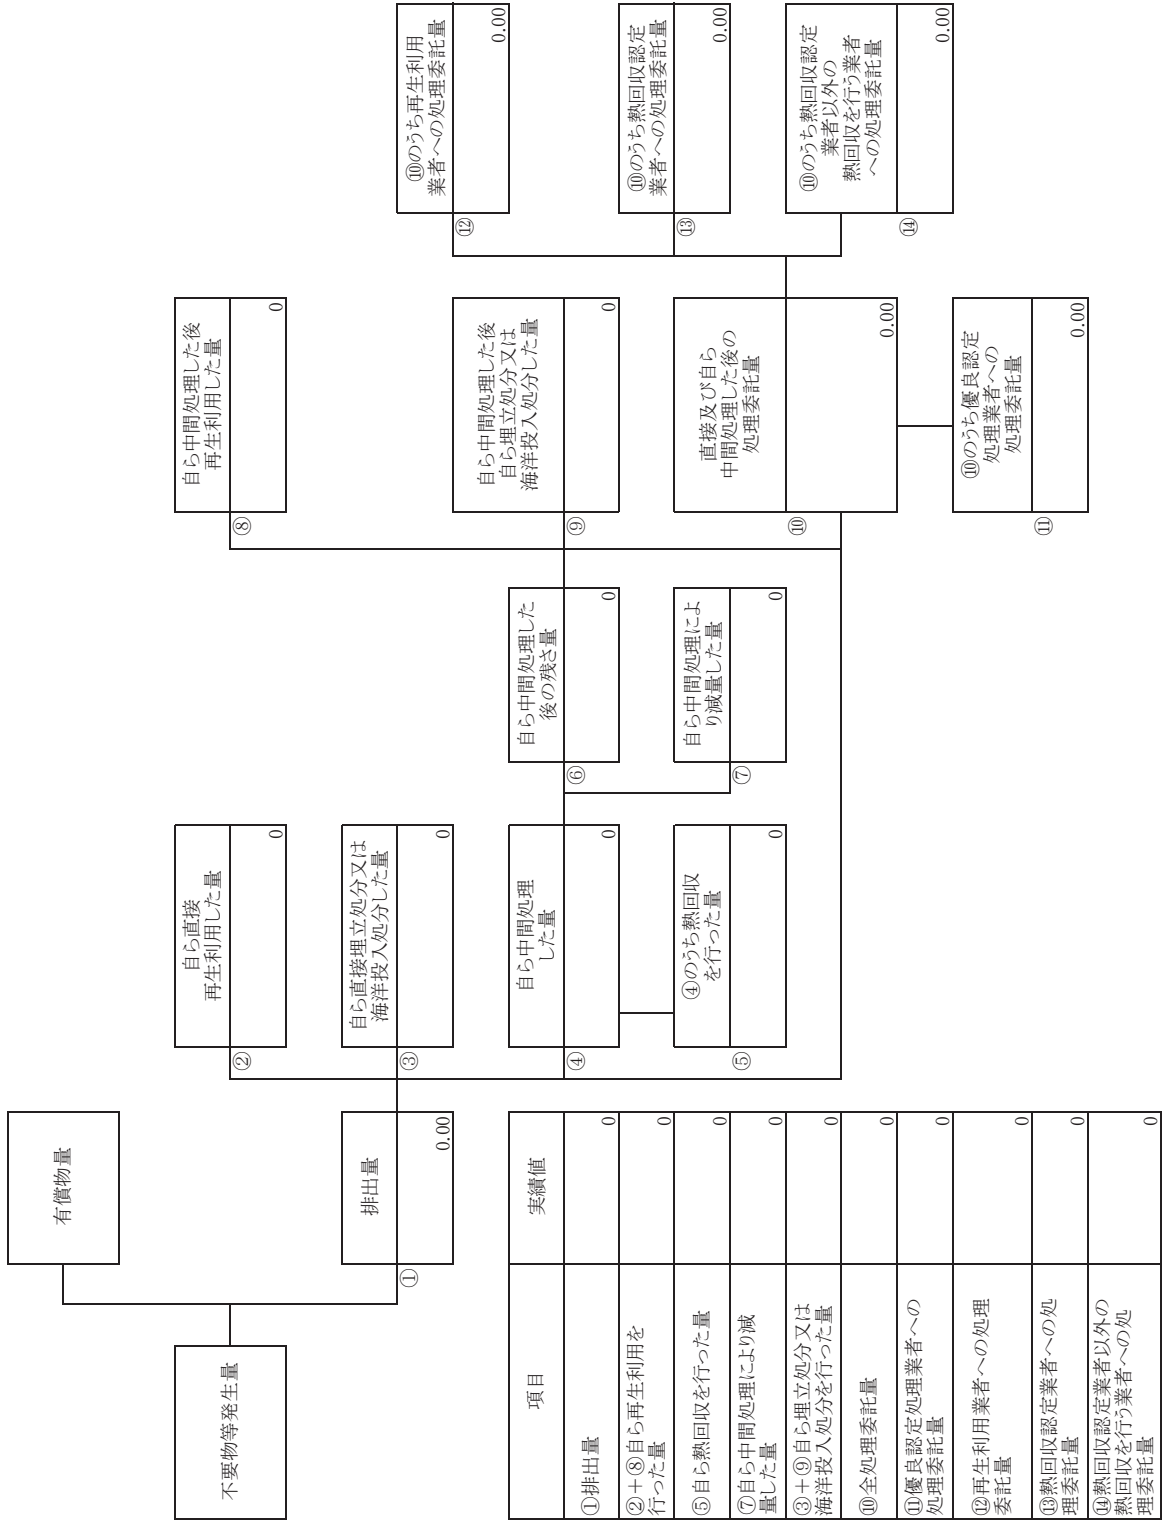 不要物等発生量
有償物量
排出量
①
0.00
②
自ら直接
再生利用した量
0
③
自ら直接埋立処分又は
海洋投入処分した量
0
④
自ら中間処理
した量
0
⑤
④のうち熱回収
を行った量
0
⑥
自ら中間処理した
後の残さ量
0
⑦
自ら中間処理によ
り減量した量
0
⑧
自ら中間処理した後
再生利用した量
0
⑨
自ら中間処理した後
自ら埋立処分又は
海洋投入処分した量
0
⑩
直接及び自ら
中間処理した後の
処理委託量
0.00
⑪
⑩のうち優良認定
処理業者への
処理委託量
0.00
⑫
⑩のうち再生利用
業者への処理委託量
0.00
⑬
⑩のうち熱回収認定
業者への処理委託量
0.00
⑭
⑩のうち熱回収認定
業者以外の
熱回収を行う業者
への処理委託量
0.00
項目 実績値
①排出量 0
②+⑧自ら再生利用を
行った量 0
⑤自ら熱回収を行った量 0
⑦自ら中間処理により減
量した量 0
③+⑨自ら埋立処分又は
海洋投入処分を行った量 0
⑩全処理委託量 0
⑪優良認定処理業者への
処理委託量 0
⑫再生利用業者への処理
委託量 0
⑬熱回収認定業者への処
理委託量 0
⑭熱回収認定業者以外の
熱回収を行う業者への処
理委託量 0